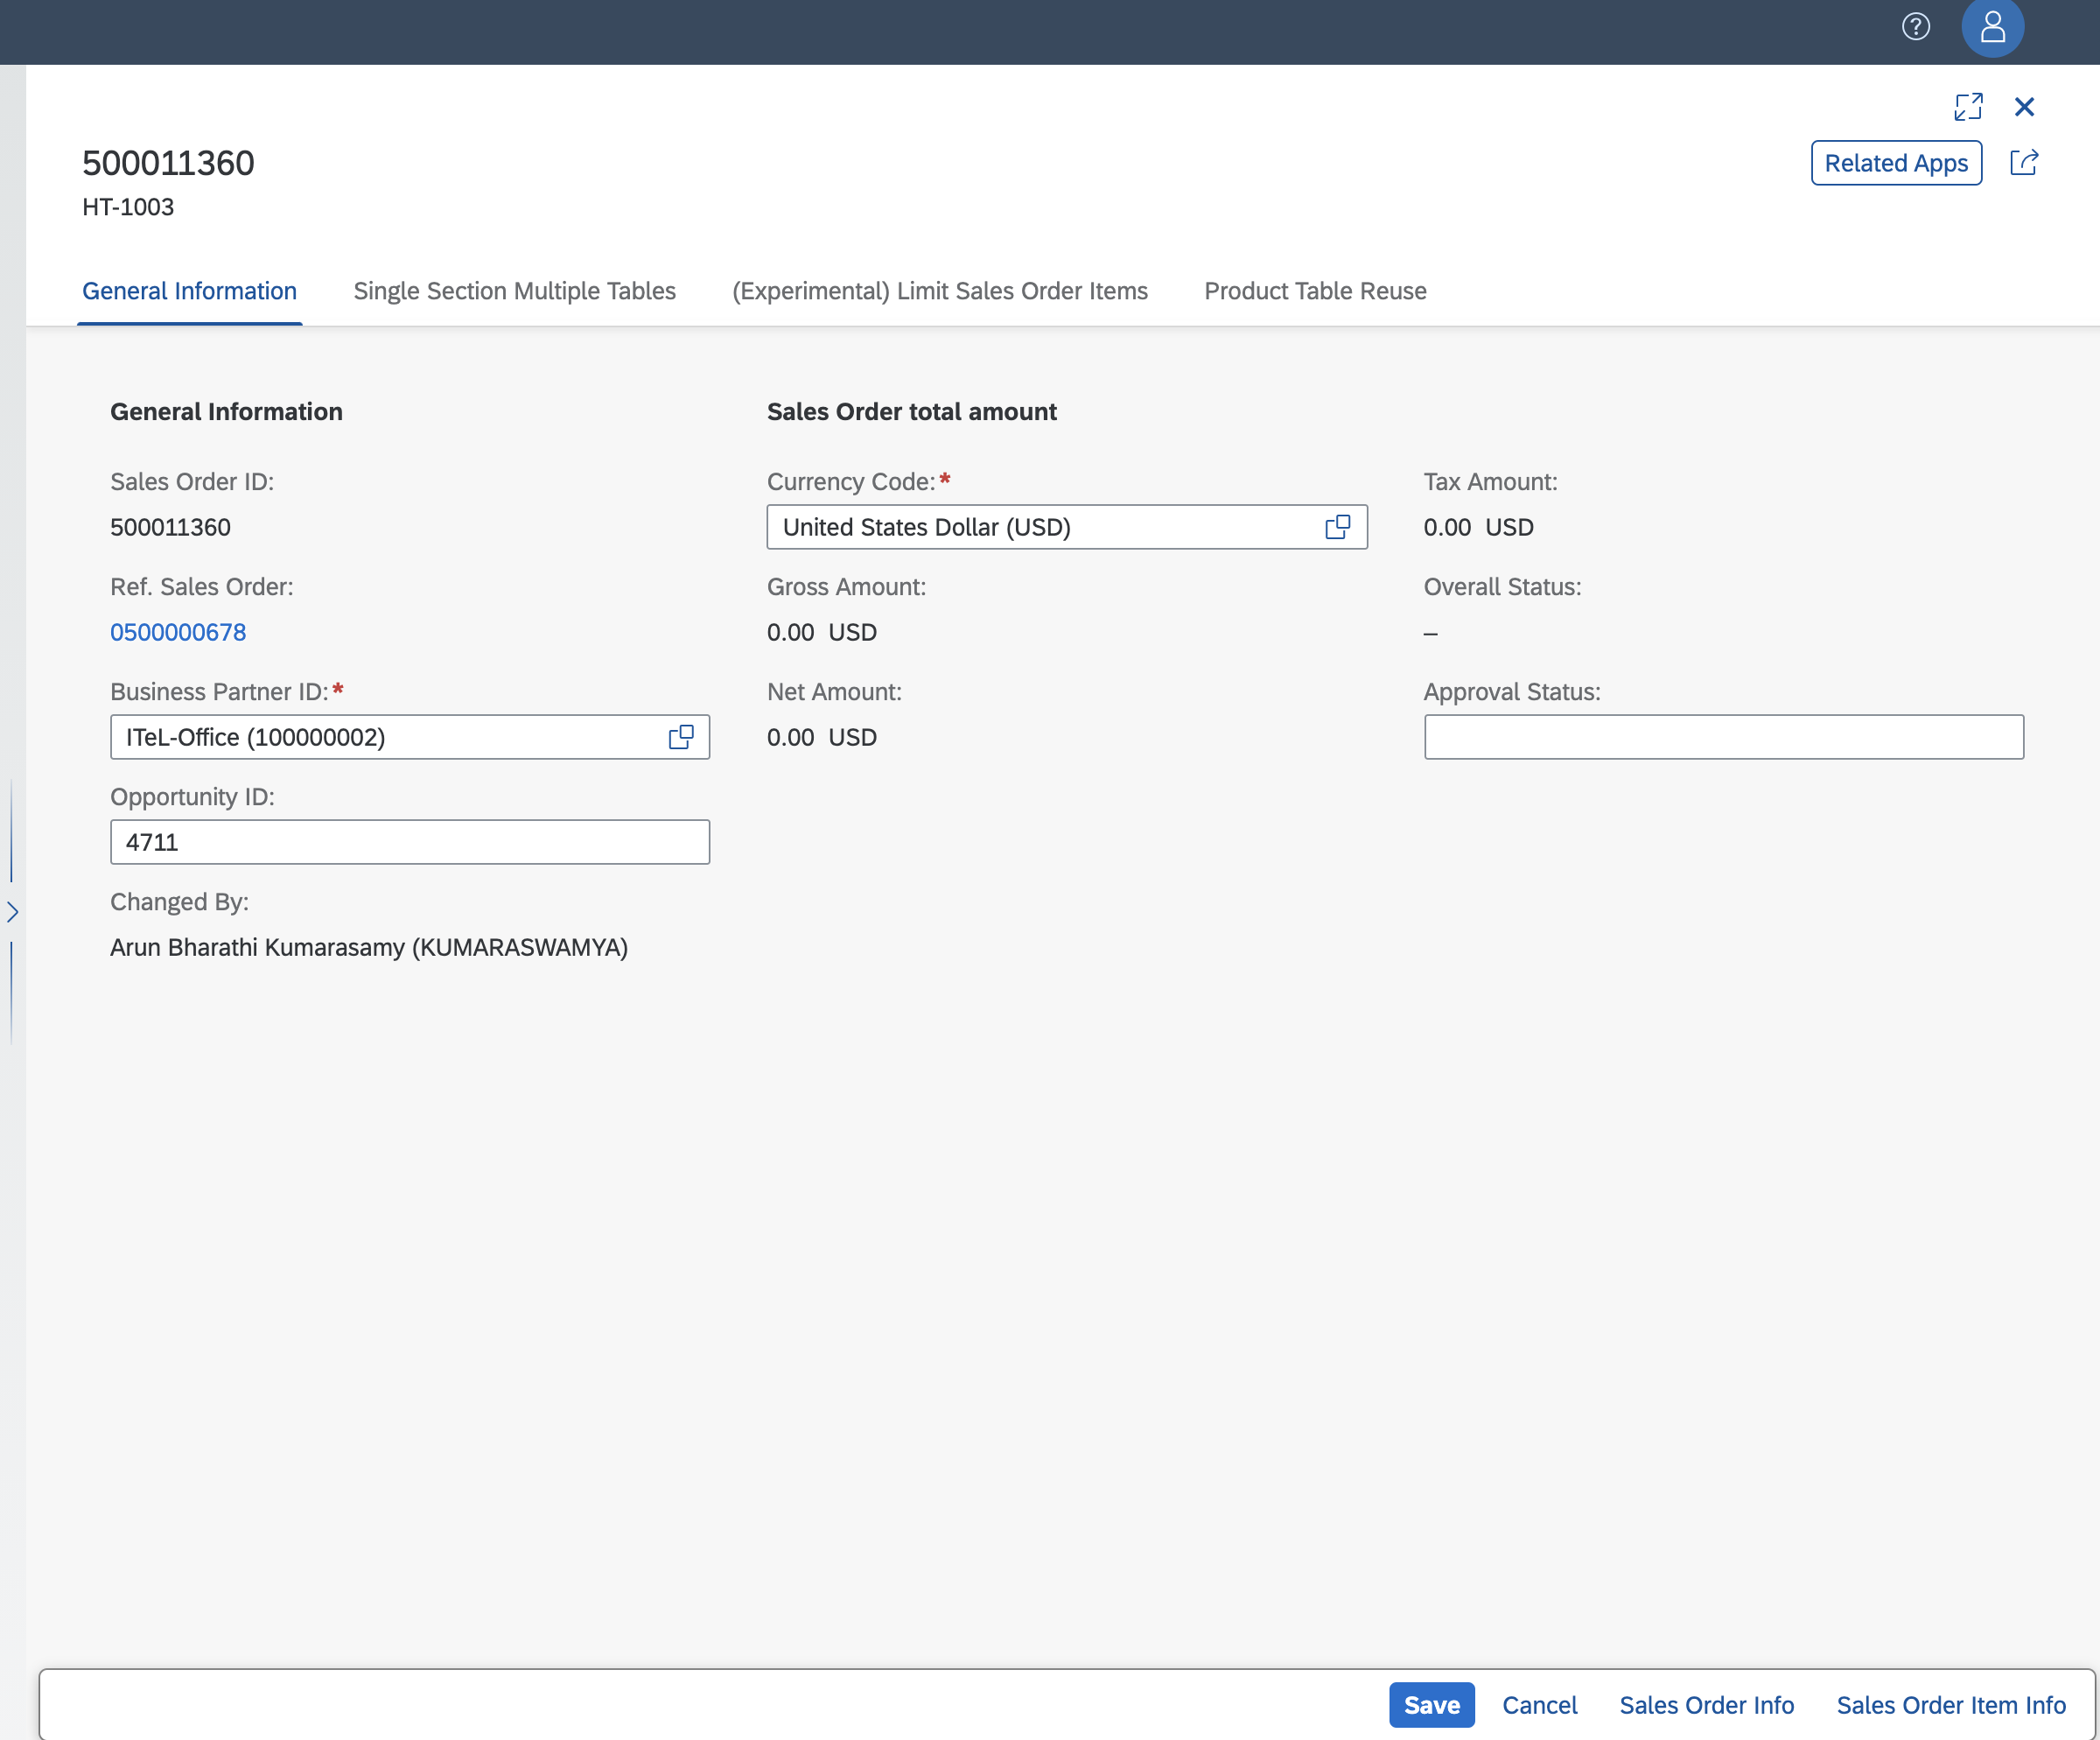 500011360
Related Apps
HT-1003
General Information
Single Section Multiple Tables
(Experimental) Limit Sales Order Items
Product Table Reuse
General Information
Sales Order ID:
500011360
Ref. Sales Order:
0500000678
Business Partner ID:*
ITeL-Office (100000002)
Opportunity ID:
4711
Changed By:
Arun Bharathi Kumarasamy (KUMARASWAMYA)
Sales Order total amount
Currency Code:*
United States Dollar (USD)
Gross Amount:
0.00 USD
Net Amount:
0.00 USD
Tax Amount:
0.00 USD
Overall Status:
–
Approval Status:
Save
Cancel
Sales Order Info
Sales Order Item Info